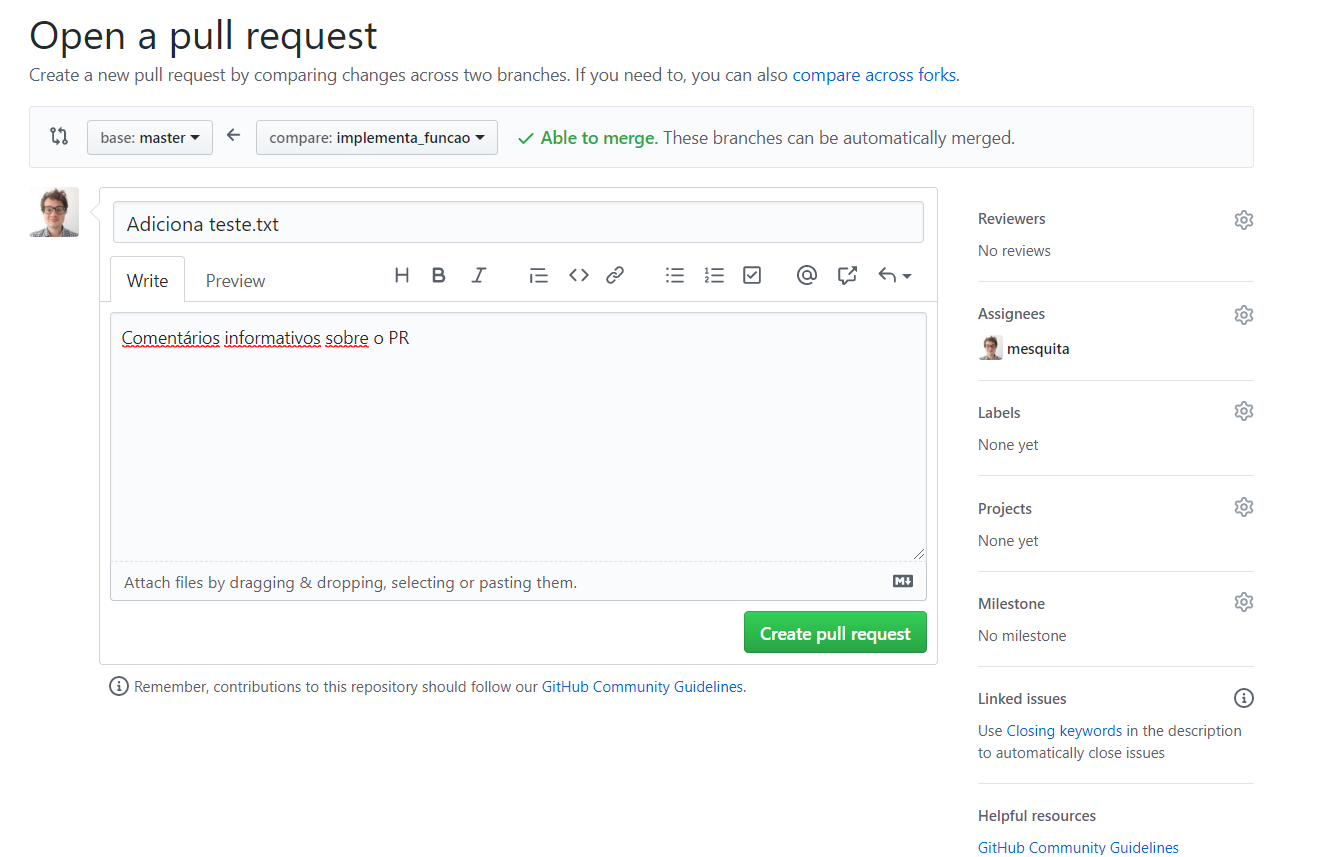 Open a pull request
Create a new pull request by comparing changes across two branches. If you need to, you can also compare across forks.
base: master
compare: implementa_funcao
Able to merge. These branches can be automatically merged.
Adiciona teste.txt
Write Preview
Comentários informativos sobre o PR
Attach files by dragging & dropping, selecting or pasting them.
Create pull request
Remember, contributions to this repository should follow our GitHub Community Guidelines.
Reviewers
No reviews
Assignees
mesquita
Labels
None yet
Projects
None yet
Milestone
No milestone
Linked issues
Use Closing keywords in the description
to automatically close issues
Helpful resources
GitHub Community Guidelines